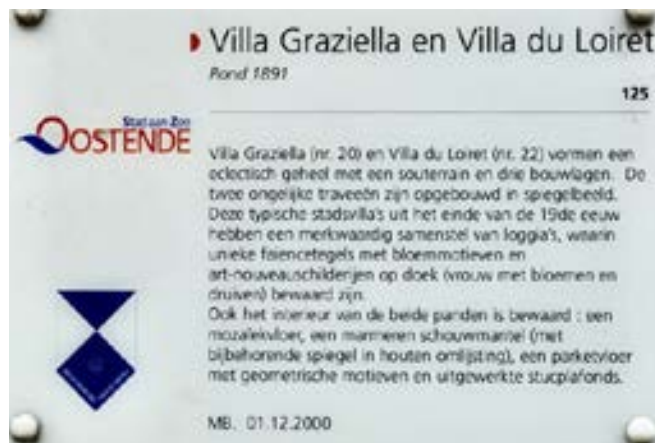 Villa Graziella en Villa du Loiret
Rond 1891
125
Stad aan Zee
OOSTENDE
Villa Graziella (nr. 20) en Villa du Loiret (nr. 22) vormen een
eclectisch geheel met een souterrain en drie bouwlagen. De
twee ongelijke traveeën zijn opgebouwd in spiegelbeeld.
Deze typische stadsvilla's uit het einde van de 19de eeuw
hebben een merkwaardig samenstel van loggia's, waarin
unieke faiencetegels met bloemmotieven en
art-nouveauschilderijen op doek (vrouw met bloemen en
druiven) bewaard zijn.
Ook het interieur van de beide panden is bewaard : een
mozaïekvloer, een marmeren schouwmantel (met
bijbehorende spiegel in houten omlijsting), een parketvloer
met geometrische motieven en uitgewerkte stucplafonds.
MB. 01.12.2000